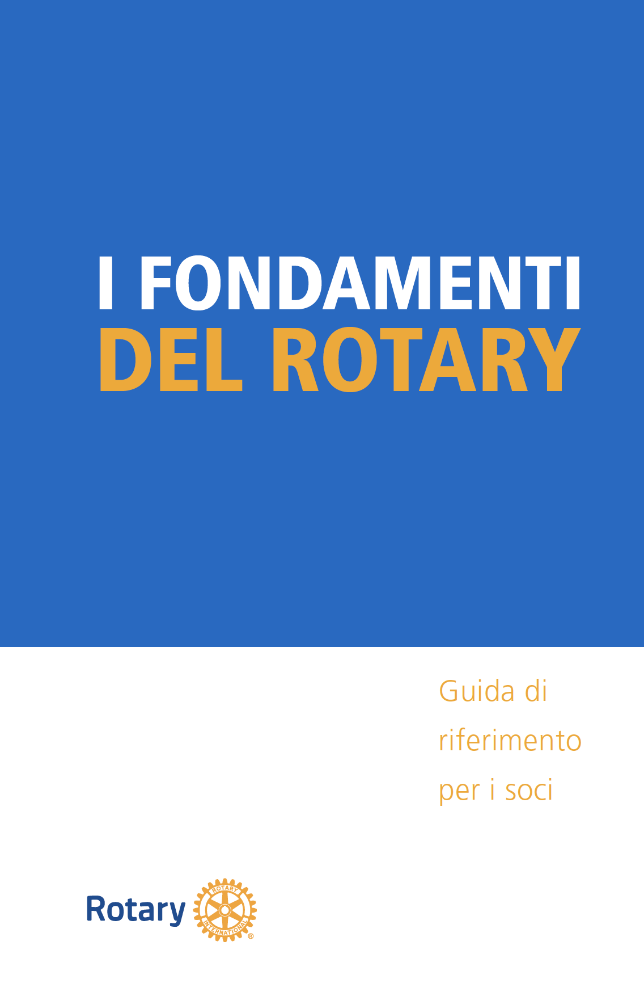 I FONDAMENTI
DEL ROTARY
Guida di
riferimento
per i soci
Rotary
ROTARY
INTERNATIONAL
®